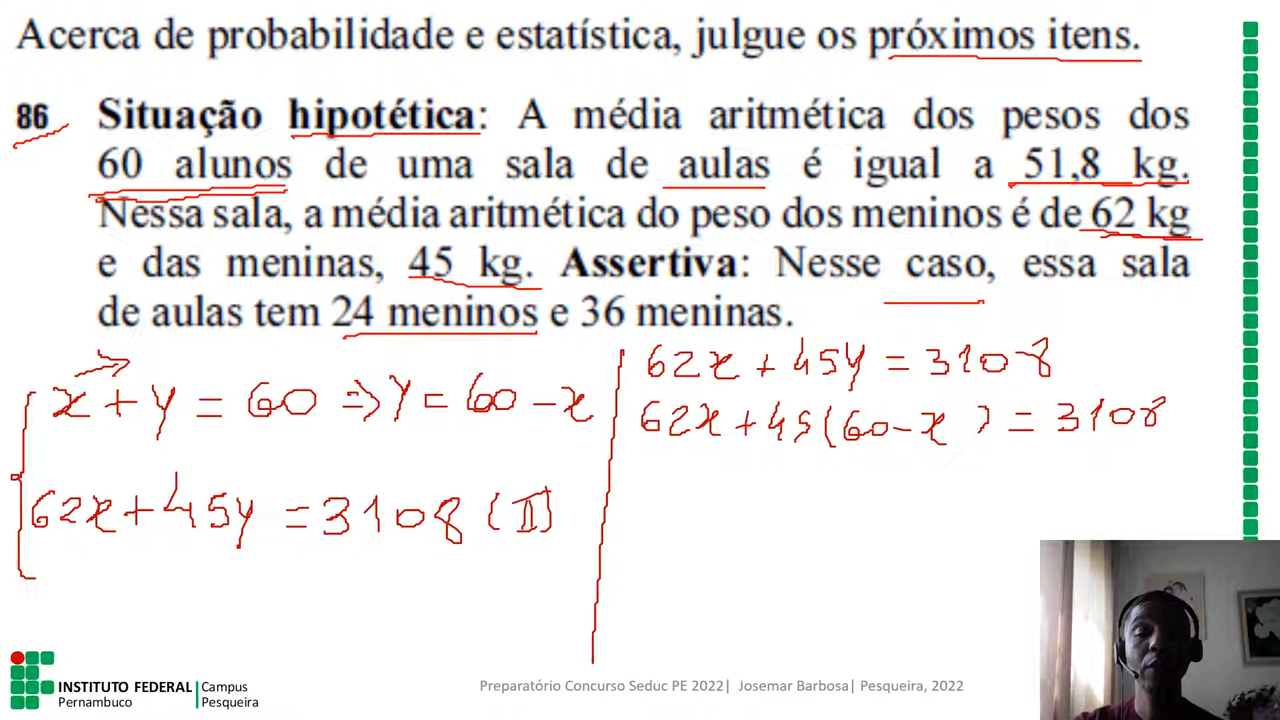 Acerca de probabilidade e estatística, julgue os próximos itens.
86 Situação hipotética: A média aritmética dos pesos dos
60 alunos de uma sala de aulas é igual a 51,8 kg.
Nessa sala, a média aritmética do peso dos meninos é de 62 kg
e das meninas, 45 kg. Assertiva: Nesse caso, essa sala
de aulas tem 24 meninos e 36 meninas.
x + y = 60 => y = 60 - x
62x + 45y = 3108 (II)
62x + 45y = 3108
62x + 45(60 - x) = 3108
INSTITUTO FEDERAL
Pernambuco
Campus
Pesqueira
Preparatório Concurso Seduc PE 2022| Josemar Barbosa| Pesqueira, 2022